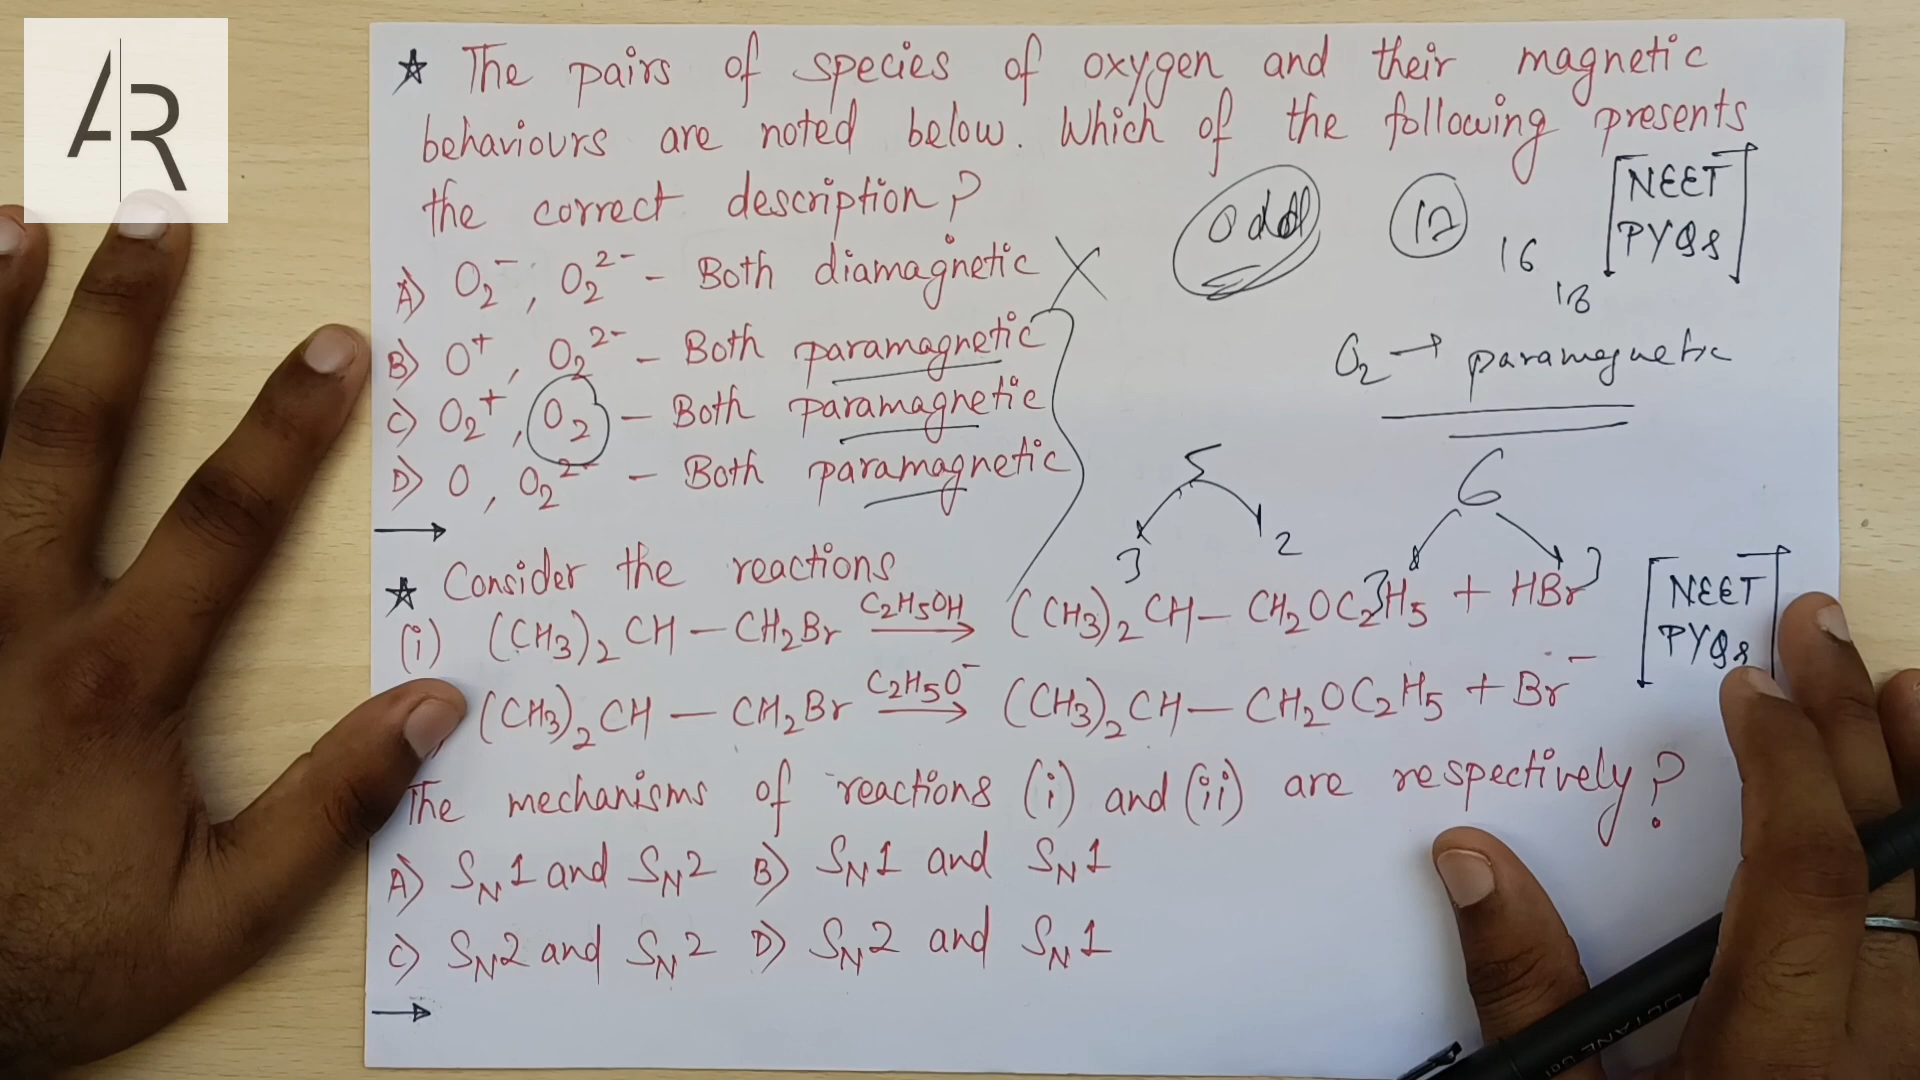 AR
☆ The pairs of species of oxygen and their magnetic
behaviours are noted below. Which of the following presents
the correct description?
Odd
NEET
PYQs
16
18
A) O₂⁻, O₂²⁻ - Both diamagnetic X
B) O⁺, O₂²⁻ - Both paramagnetic
O₂ → paramagnetic
C) O₂⁺, O₂ - Both paramagnetic
D) O, O₂²⁻ - Both paramagnetic
5
3 2
6
3 3
☆ Consider the reactions
(i) (CH₃)₂CH — CH₂Br C₂H₅OH → (CH₃)₂CH — CH₂OC₂H₅ + HBr
NEET
PYQs
(CH₃)₂CH — CH₂Br C₂H₅O⁻ → (CH₃)₂CH — CH₂OC₂H₅ + Br⁻
The mechanisms of reactions (i) and (ii) are respectively?
A) SN1 and SN2 B) SN1 and SN1
C) SN2 and SN2 D) SN2 and SN1